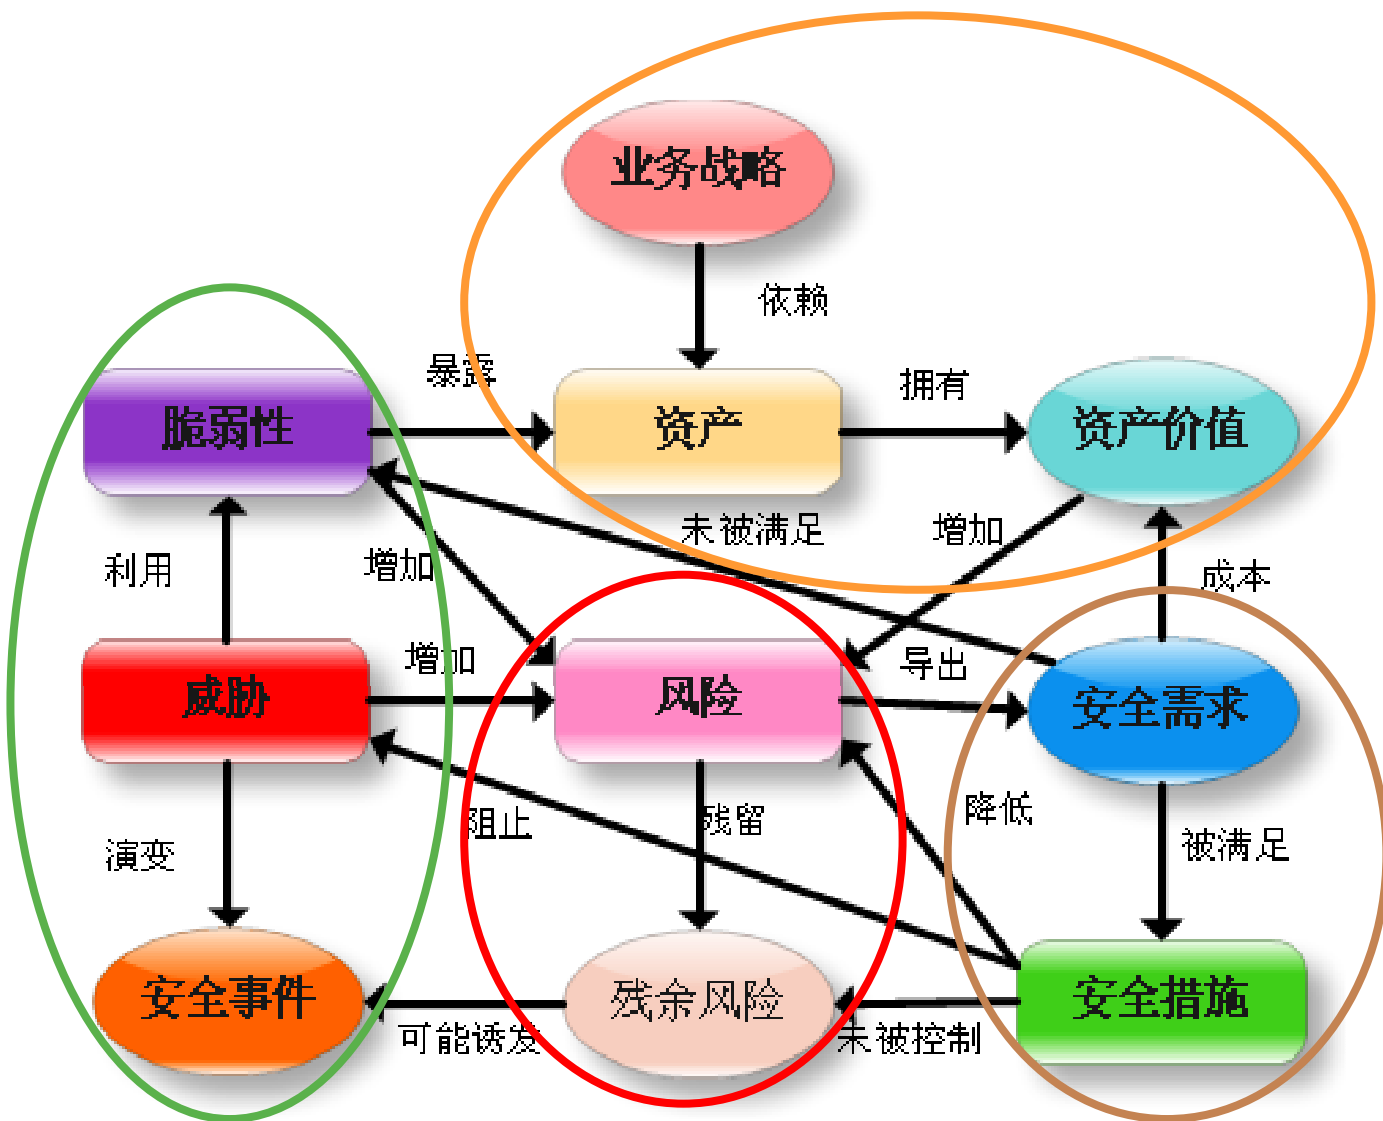 业务战略
依赖
暴露
拥有
脆弱性
资产
资产价值
未被满足
增加
利用
增加
成本
增加
导出
威胁
风险
安全需求
阻止
残留
降低
演变
被满足
安全事件
残余风险
安全措施
可能诱发
未被控制